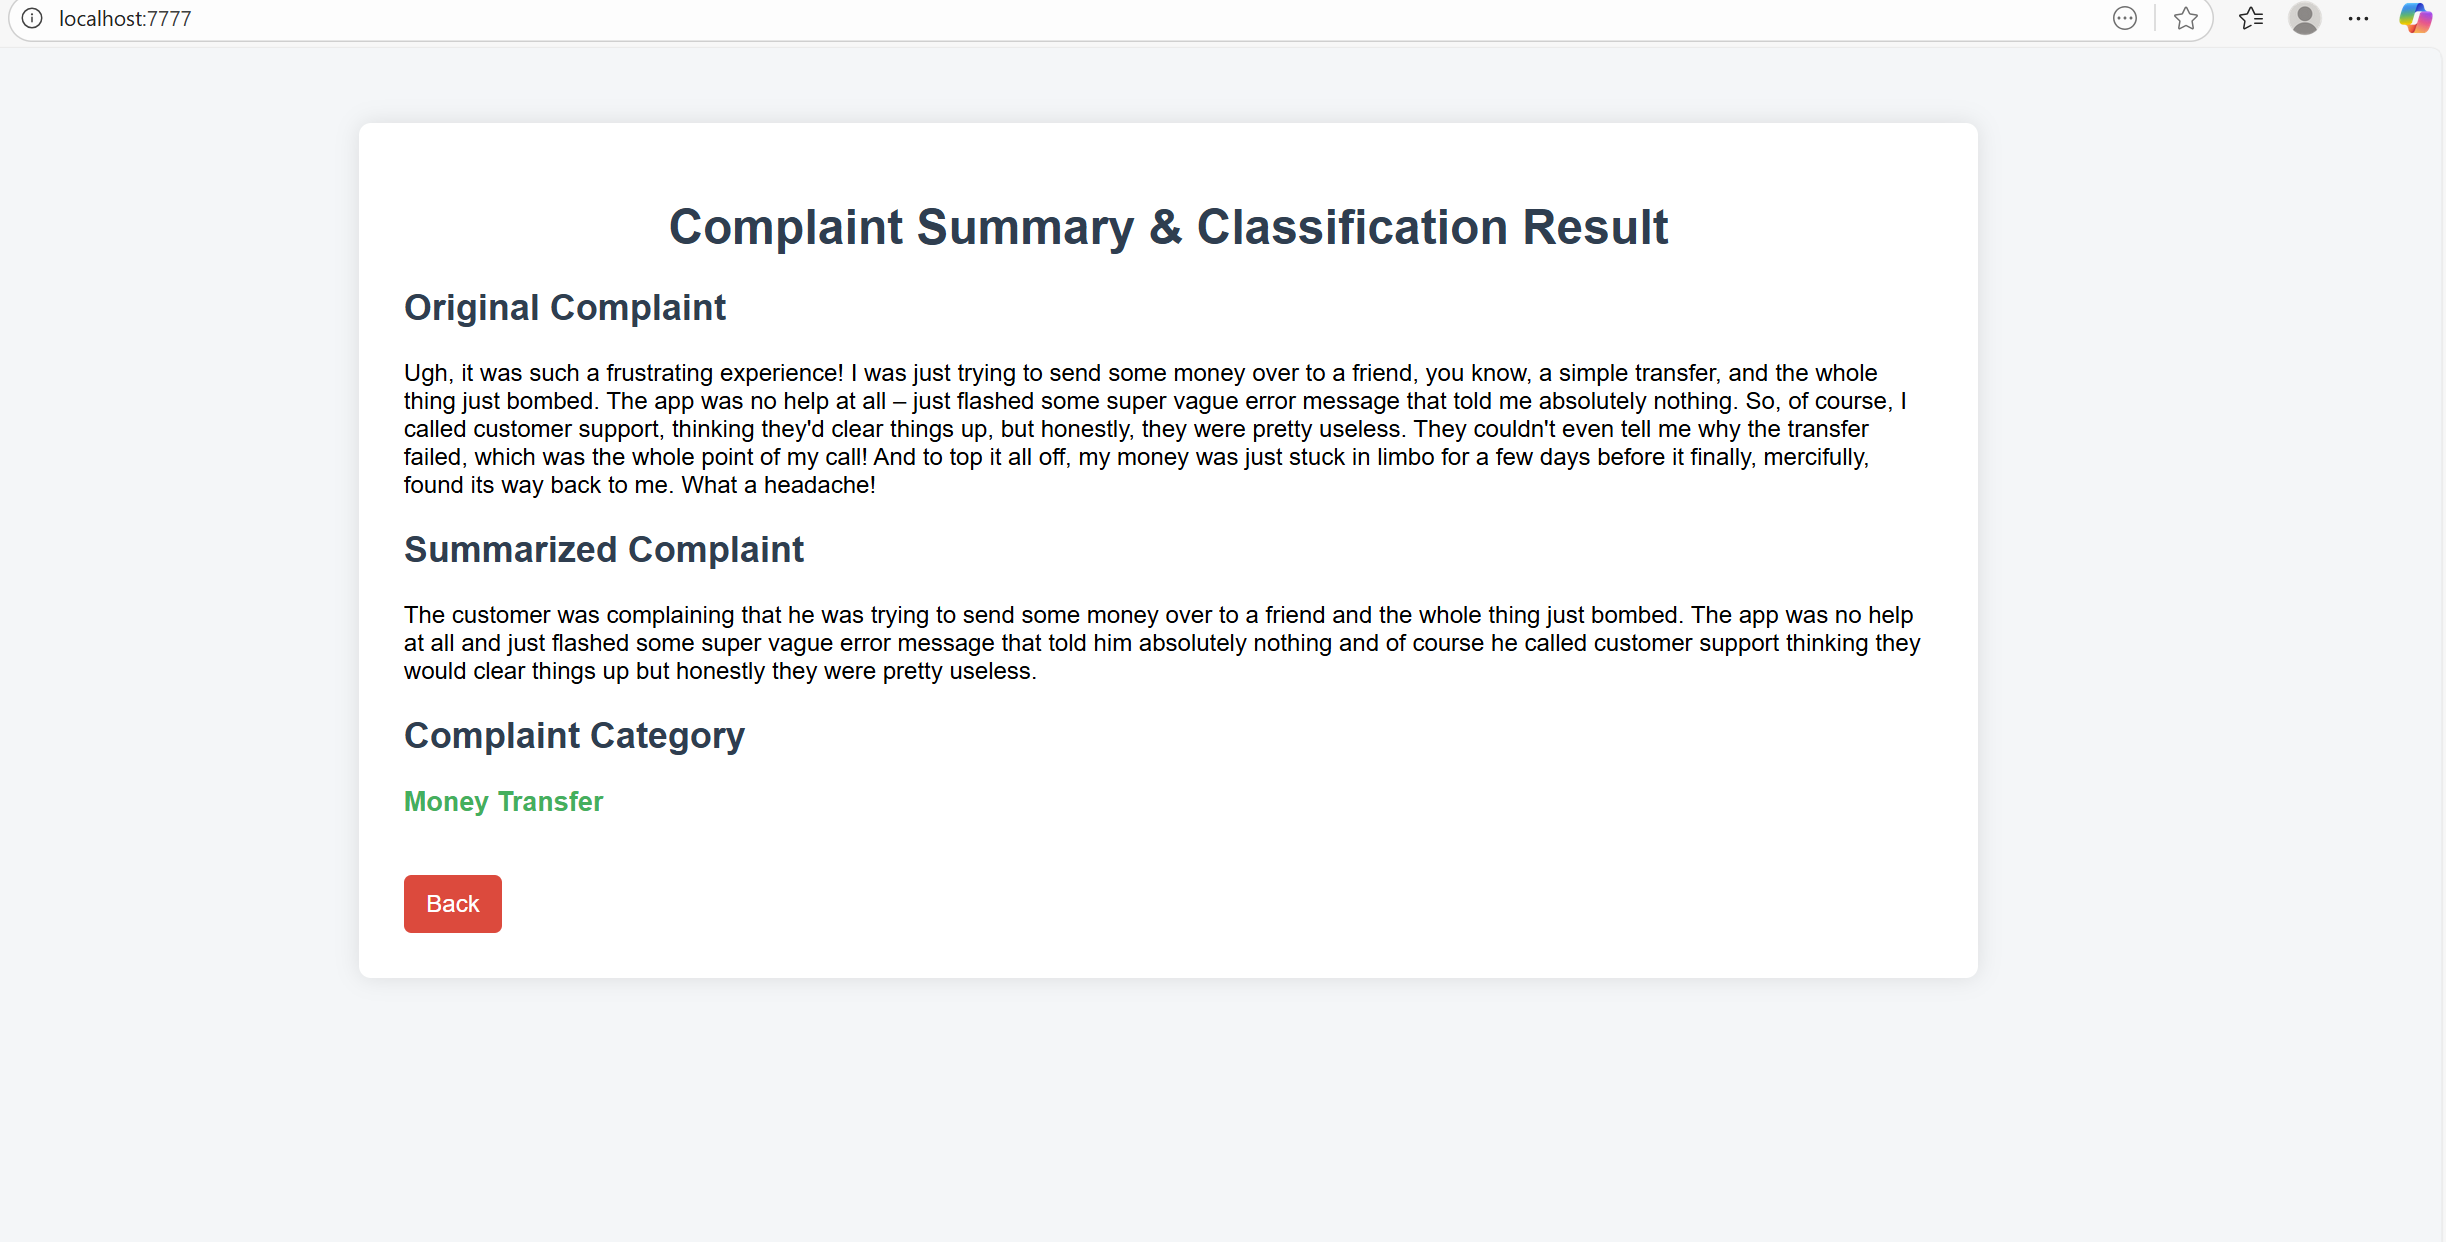 localhost:7777
Complaint Summary & Classification Result
Original Complaint
Ugh, it was such a frustrating experience! I was just trying to send some money over to a friend, you know, a simple transfer, and the whole
thing just bombed. The app was no help at all – just flashed some super vague error message that told me absolutely nothing. So, of course, I
called customer support, thinking they'd clear things up, but honestly, they were pretty useless. They couldn't even tell me why the transfer
failed, which was the whole point of my call! And to top it all off, my money was just stuck in limbo for a few days before it finally, mercifully,
found its way back to me. What a headache!
Summarized Complaint
The customer was complaining that he was trying to send some money over to a friend and the whole thing just bombed. The app was no help
at all and just flashed some super vague error message that told him absolutely nothing and of course he called customer support thinking they
would clear things up but honestly they were pretty useless.
Complaint Category
Money Transfer
Back